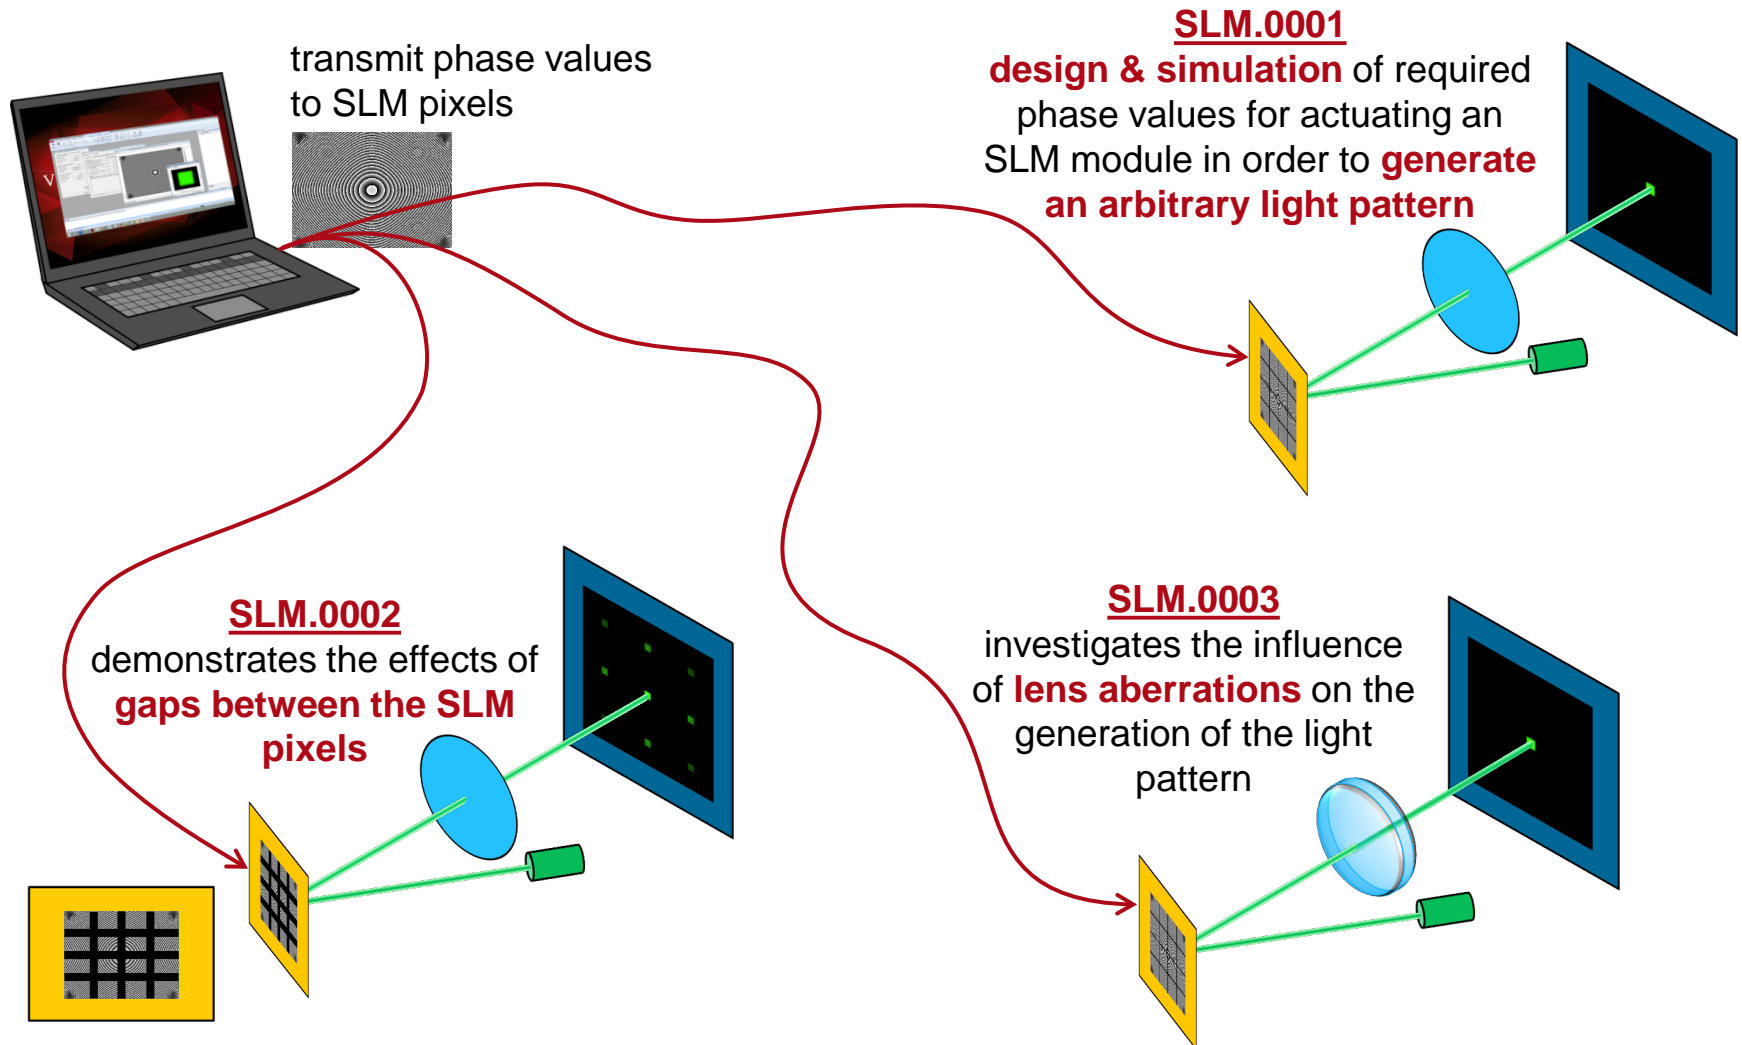 transmit phase values
to SLM pixels
SLM.0001
design & simulation of required
phase values for actuating an
SLM module in order to generate
an arbitrary light pattern
SLM.0002
demonstrates the effects of
gaps between the SLM
pixels
SLM.0003
investigates the influence
of lens aberrations on the
generation of the light
pattern